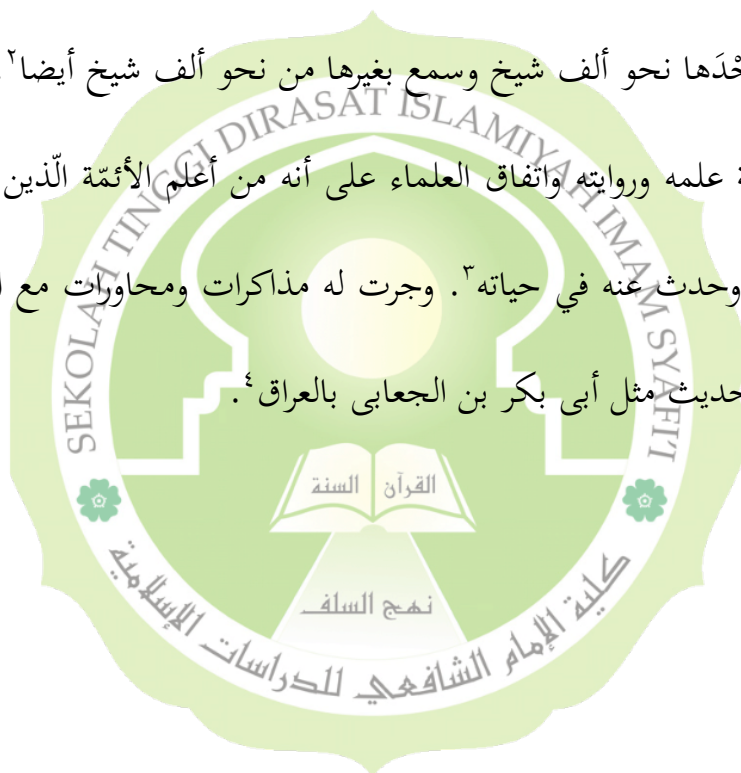 حْدَها نحو ألف شيخ وسمع بغيرها من نحو ألف شيخ أيضا٢.
علمه وروايته واتفاق العلماء على أنه من أعلم الأئمّة الّذين
وحدث عنه في حياته٣. وجرت له مذاكرات ومحاورات مع
حديث مثل أبى بكر بن الجعابى بالعراق٤.
SEKOLAH TINGGI DIRASAT ISLAMIYAH IMAM SYAFI'I
القرآن السنة
نهج السلف
كلية الإمام الشافعي للدراسات الإسلامية